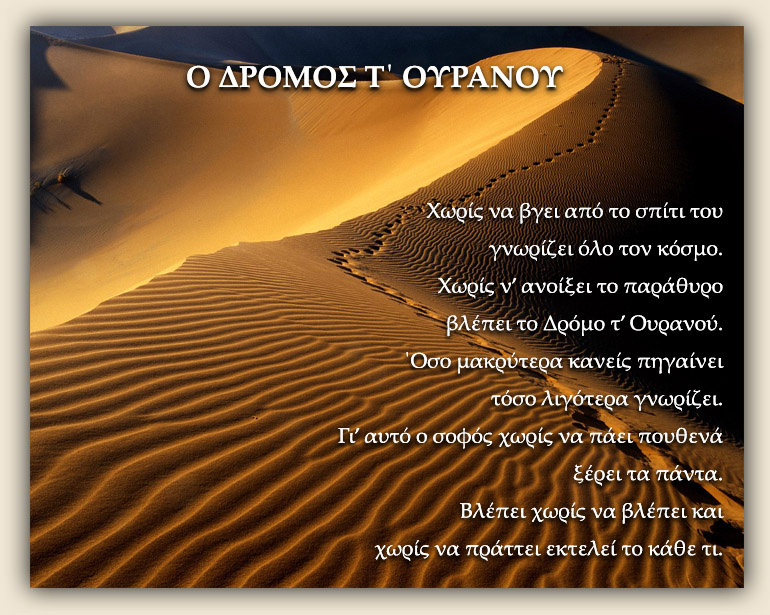 Ο ΔΡΟΜΟΣ Τ' ΟΥΡΑΝΟΥ
Χωρίς να βγει από το σπίτι του
γνωρίζει όλο τον κόσμο.
Χωρίς ν’ ανοίξει το παράθυρο
βλέπει το Δρόμο τ’ Ουρανού.
'Οσο μακρύτερα κανείς πηγαίνει
τόσο λιγότερα γνωρίζει.
Γι’ αυτό ο σοφός χωρίς να πάει πουθενά
ξέρει τα πάντα.
Βλέπει χωρίς να βλέπει και
χωρίς να πράττει εκτελεί το κάθε τι.